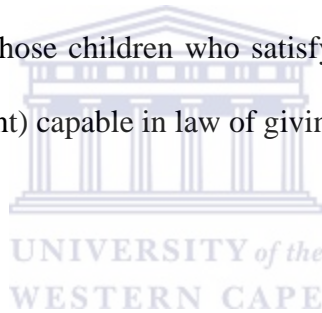 hose children who satisfy
nt) capable in law of givin
UNIVERSITY of the
WESTERN CAPE